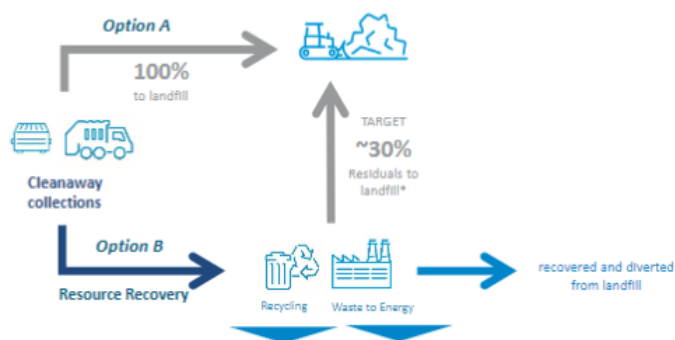 Option A
100%
to landfill
TARGET
~30%
Residuals to
landfill*
Cleanaway
collections
Option B
Resource Recovery
Recycling
Waste to Energy
recovered and diverted
from landfill